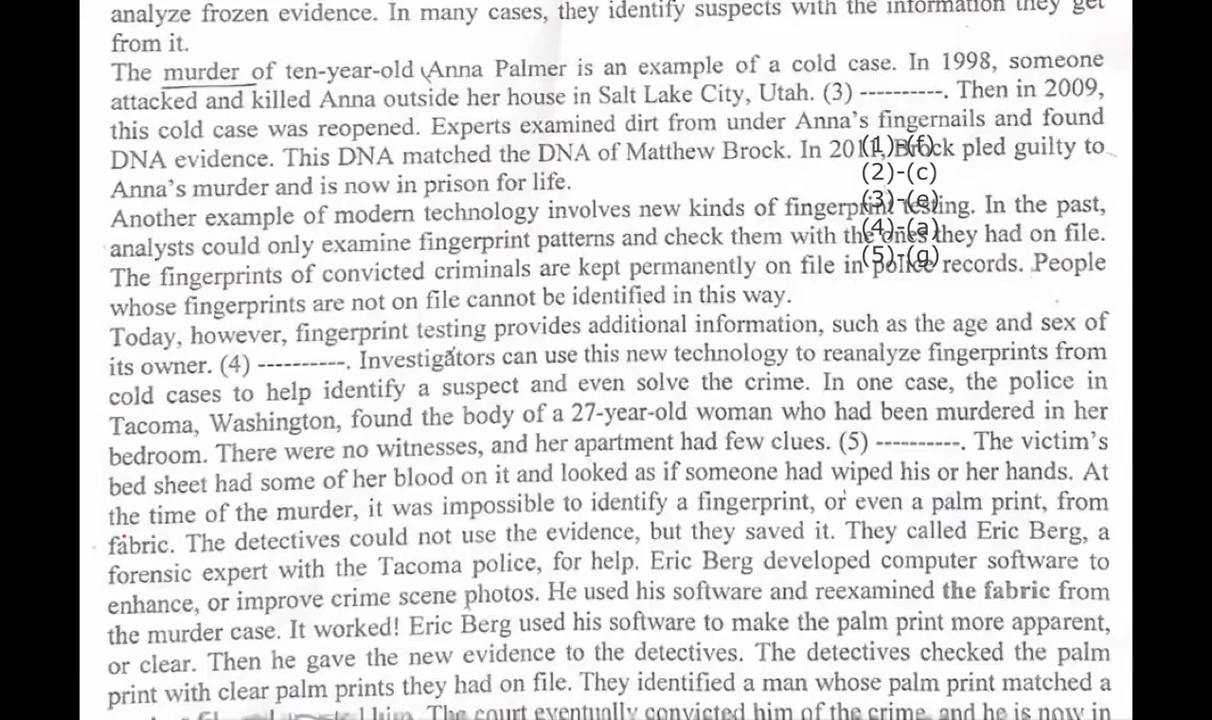 analyze frozen evidence. In many cases, they identify suspects with the information they get
from it.
The murder of ten-year-old Anna Palmer is an example of a cold case. In 1998, someone
attacked and killed Anna outside her house in Salt Lake City, Utah. (3) ----------. Then in 2009,
this cold case was reopened. Experts examined dirt from under Anna's fingernails and found
DNA evidence. This DNA matched the DNA of Matthew Brock. In 2011, Brock pled guilty to
(1)-(f)
(2)-(c)
(3)-(e)
(4)-(a)
(5)-(g)
Anna's murder and is now in prison for life.
Another example of modern technology involves new kinds of fingerprint testing. In the past,
analysts could only examine fingerprint patterns and check them with the ones they had on file.
The fingerprints of convicted criminals are kept permanently on file in police records. People
whose fingerprints are not on file cannot be identified in this way.
Today, however, fingerprint testing provides additional information, such as the age and sex of
its owner. (4) ----------. Investigators can use this new technology to reanalyze fingerprints from
cold cases to help identify a suspect and even solve the crime. In one case, the police in
Tacoma, Washington, found the body of a 27-year-old woman who had been murdered in her
bedroom. There were no witnesses, and her apartment had few clues. (5) ----------. The victim's
bed sheet had some of her blood on it and looked as if someone had wiped his or her hands. At
the time of the murder, it was impossible to identify a fingerprint, or even a palm print, from
fabric. The detectives could not use the evidence, but they saved it. They called Eric Berg, a
forensic expert with the Tacoma police, for help. Eric Berg developed computer software to
enhance, or improve crime scene photos. He used his software and reexamined the fabric from
the murder case. It worked! Eric Berg used his software to make the palm print more apparent,
or clear. Then he gave the new evidence to the detectives. The detectives checked the palm
print with clear palm prints they had on file. They identified a man whose palm print matched a
him. The court eventually convicted him of the crime, and he is now in